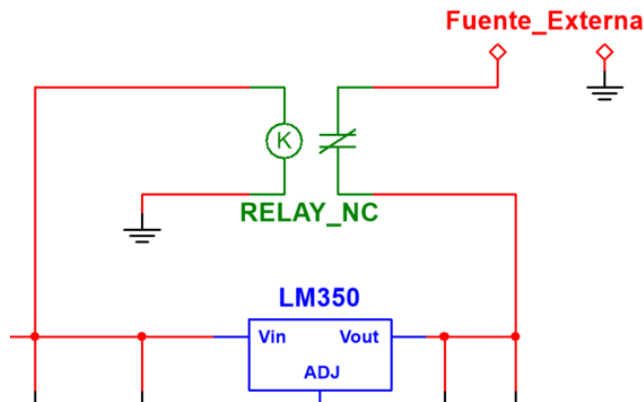 Fuente_Externa
K
RELAY_NC
LM350
Vin Vout
ADJ